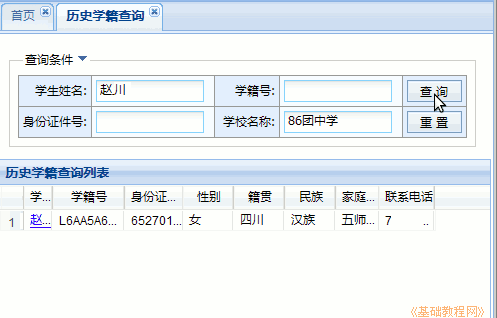 首页 历史学籍查询
查询条件
学生姓名: 赵川 学籍号: 查 询
身份证件号: 学校名称: 86团中学 重 置
历史学籍查询列表
学... 学籍号 身份证... 性别 籍贯 民族 家庭... 联系电话
1 赵... L6AA5A6... 652701... 女 四川 汉族 五师... 7 ..
《基础教程网》